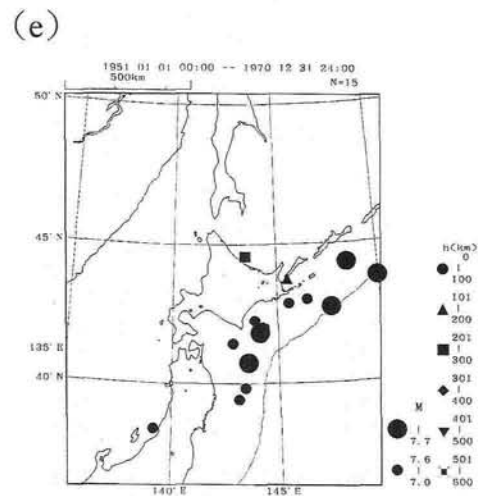 (e)
1951 01 01 00:00 -- 1970 12 31 24:00
500km
N=15
50° N
45° N
135° E
40° N
140° E
145° E
h(km)
0
|
100
101
|
200
201
|
300
301
|
400
401
|
500
501
|
600
M
|
7.7
7.6
|
7.0